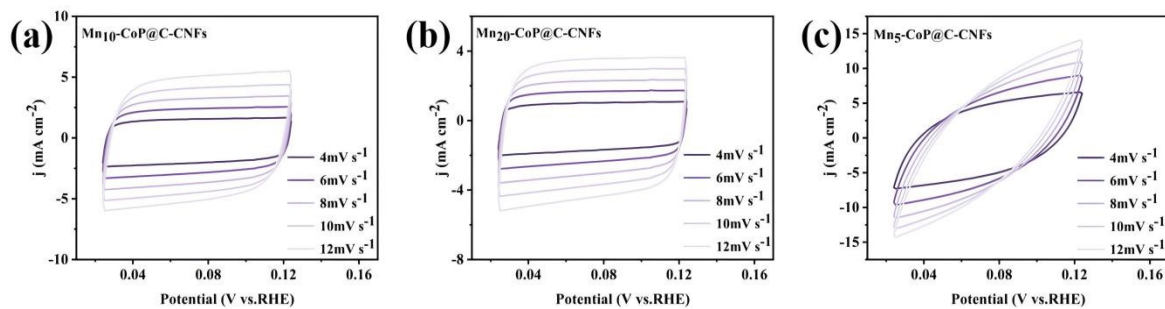 (a)
Mn10-CoP@C-CNFs
j (mA cm-2)
10
5
0
-5
-10
4mV s-1
6mV s-1
8mV s-1
10mV s-1
12mV s-1
0.04 0.08 0.12 0.16
Potential (V vs.RHE)
(b)
Mn20-CoP@C-CNFs
j (mA cm-2)
8
4
0
-4
-8
4mV s-1
6mV s-1
8mV s-1
10mV s-1
12mV s-1
0.04 0.08 0.12 0.16
Potential (V vs.RHE)
(c)
Mn5-CoP@C-CNFs
j (mA cm-2)
15
10
5
0
-5
-10
-15
4mV s-1
6mV s-1
8mV s-1
10mV s-1
12mV s-1
0.04 0.08 0.12 0.16
Potential (V vs.RHE)